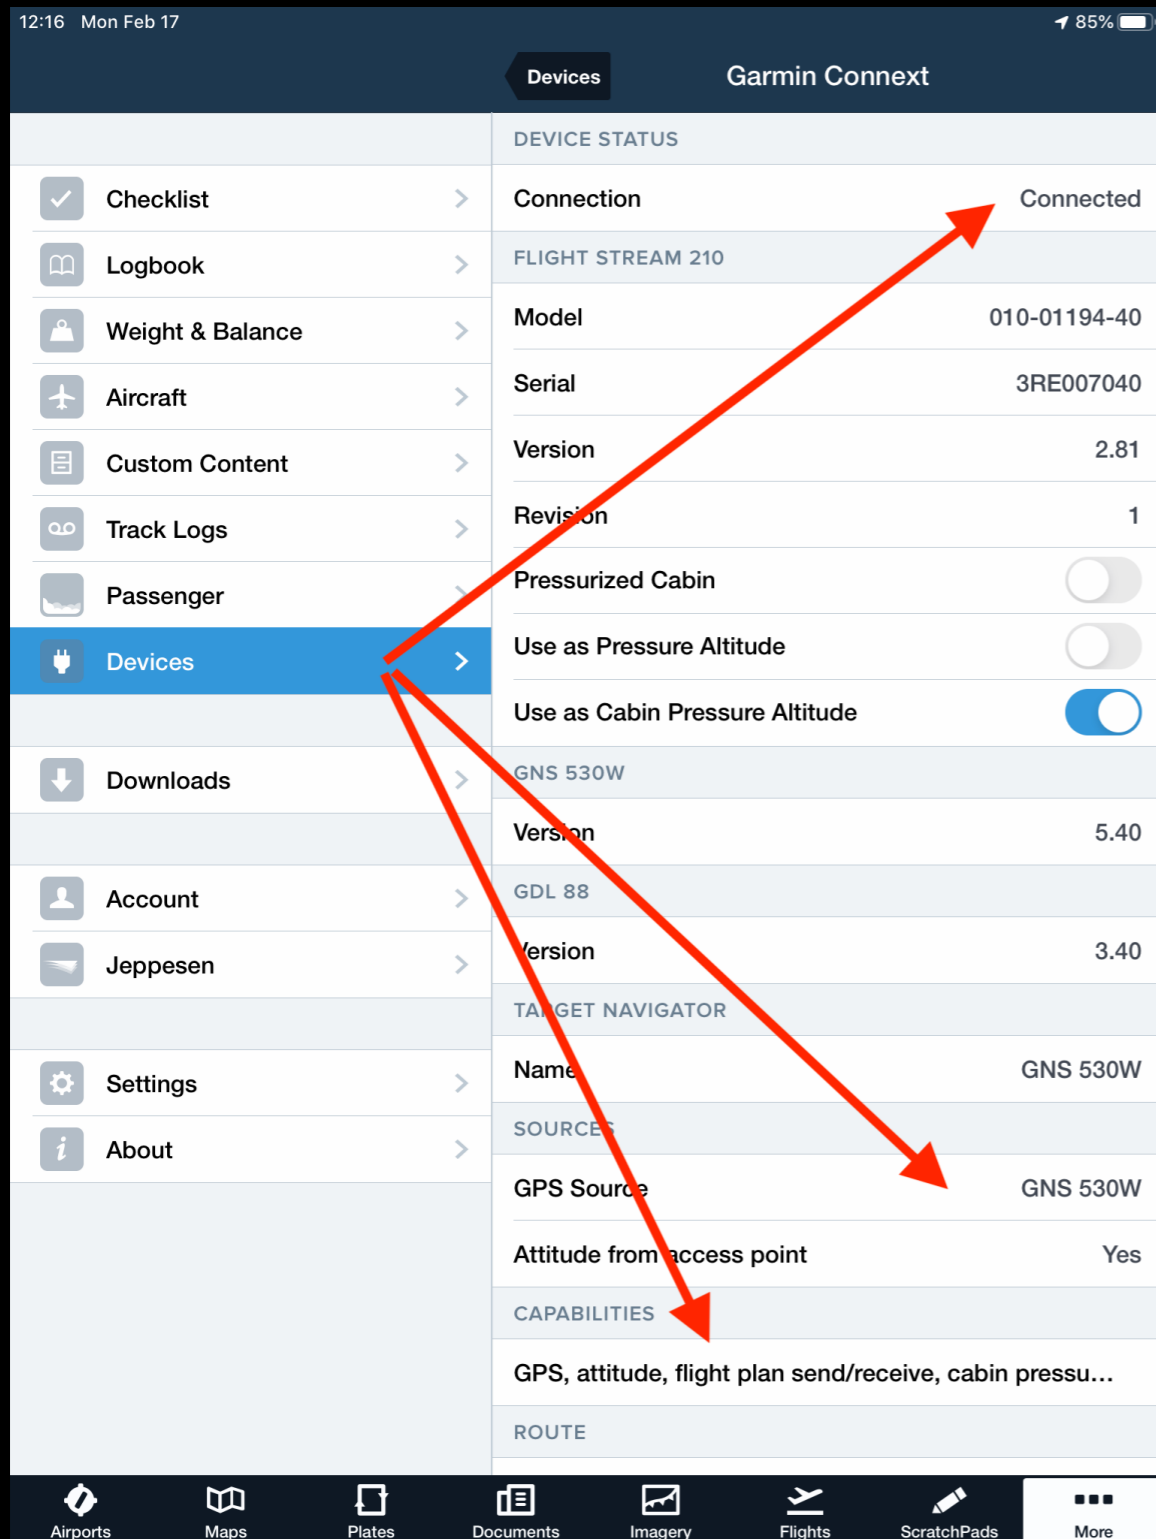 12:16 Mon Feb 17
85%
Devices
Garmin Connext
Checklist
Logbook
Weight & Balance
Aircraft
Custom Content
Track Logs
Passenger
Devices
Downloads
Account
Jeppesen
Settings
About
DEVICE STATUS
Connection Connected
FLIGHT STREAM 210
Model 010-01194-40
Serial 3RE007040
Version 2.81
Revision 1
Pressurized Cabin
Use as Pressure Altitude
Use as Cabin Pressure Altitude
GNS 530W
Version 5.40
GDL 88
Version 3.40
TARGET NAVIGATOR
Name GNS 530W
SOURCES
GPS Source GNS 530W
Attitude from access point Yes
CAPABILITIES
GPS, attitude, flight plan send/receive, cabin pressu...
ROUTE
Airports Maps Plates Documents Imagery Flights ScratchPads More